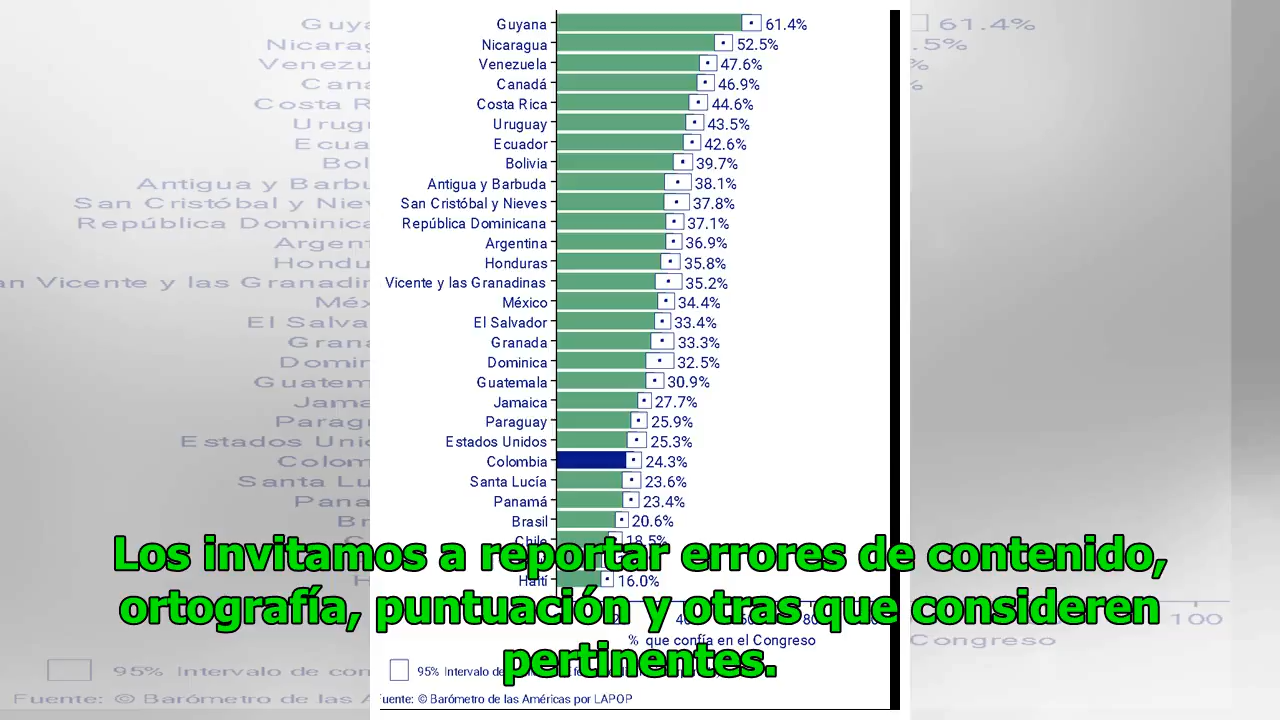 Guyana 61.4%
Nicaragua 52.5%
Venezuela 47.6%
Canadá 46.9%
Costa Rica 44.6%
Uruguay 43.5%
Ecuador 42.6%
Bolivia 39.7%
Antigua y Barbuda 38.1%
San Cristóbal y Nieves 37.8%
República Dominicana 37.1%
Argentina 36.9%
Honduras 35.8%
Vicente y las Granadinas 35.2%
México 34.4%
El Salvador 33.4%
Granada 33.3%
Dominica 32.5%
Guatemala 30.9%
Jamaica 27.7%
Paraguay 25.9%
Estados Unidos 25.3%
Colombia 24.3%
Santa Lucía 23.6%
Panamá 23.4%
Brasil 20.6%
Chile 18.5%
Los invitamos a reportar errores de contenido,
Haití 16.0%
ortografía, puntuación y otras que consideren
% que confía en el Congreso
pertinentes.
95% Intervalo de
uente: © Barómetro de las Américas por LAPOP